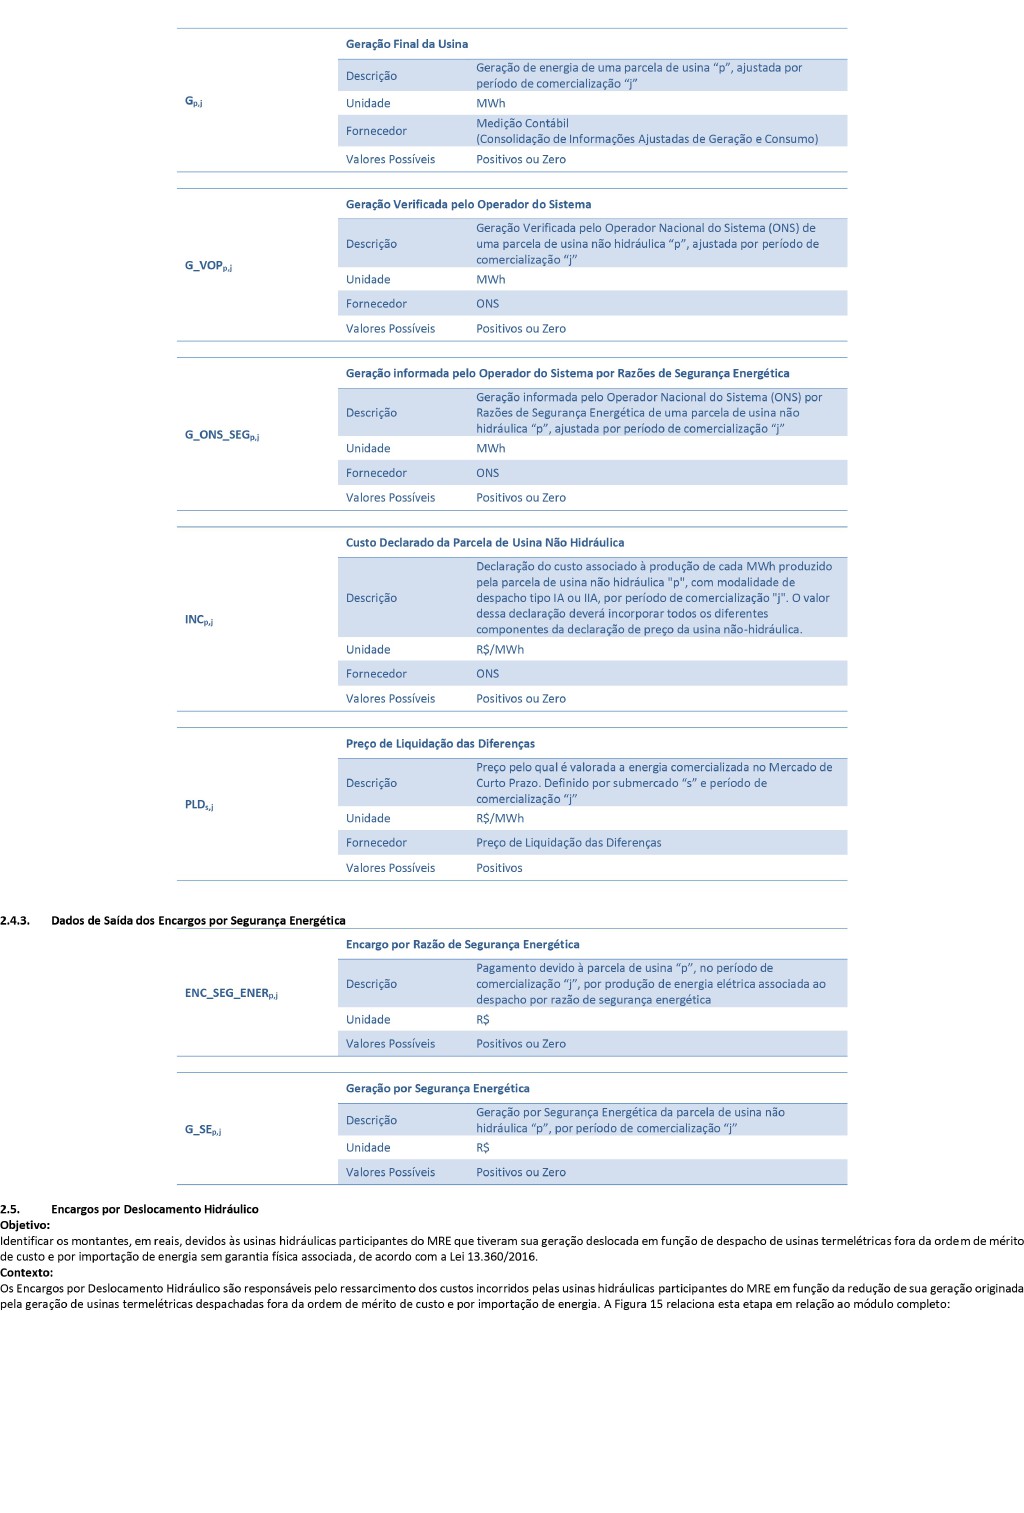 Geração Final da Usina
Gp,j
Descrição
Geração de energia de uma parcela de usina “p”, ajustada por
período de comercialização “j”
Unidade
MWh
Fornecedor
Medição Contábil
(Consolidação de Informações Ajustadas de Geração e Consumo)
Valores Possíveis
Positivos ou Zero
Geração Verificada pelo Operador do Sistema
G_VOPp,j
Descrição
Geração Verificada pelo Operador Nacional do Sistema (ONS) de
uma parcela de usina não hidráulica “p”, ajustada por período de
comercialização “j”
Unidade
MWh
Fornecedor
ONS
Valores Possíveis
Positivos ou Zero
Geração informada pelo Operador do Sistema por Razões de Segurança Energética
G_ONS_SEGp,j
Descrição
Geração informada pelo Operador Nacional do Sistema (ONS) por
Razões de Segurança Energética de uma parcela de usina não
hidráulica “p”, ajustada por período de comercialização “j”
Unidade
MWh
Fornecedor
ONS
Valores Possíveis
Positivos ou Zero
Custo Declarado da Parcela de Usina Não Hidráulica
INCp,j
Descrição
Declaração do custo associado à produção de cada MWh produzido
pela parcela de usina não hidráulica "p", com modalidade de
despacho tipo IA ou IIA, por período de comercialização "j". O valor
dessa declaração deverá incorporar todos os diferentes
componentes da declaração de preço da usina não-hidráulica.
Unidade
R$/MWh
Fornecedor
ONS
Valores Possíveis
Positivos ou Zero
Preço de Liquidação das Diferenças
PLDs,j
Descrição
Preço pelo qual é valorada a energia comercializada no Mercado de
Curto Prazo. Definido por submercado “s” e período de
comercialização “j”
Unidade
R$/MWh
Fornecedor
Preço de Liquidação das Diferenças
Valores Possíveis
Positivos
2.4.3. Dados de Saída dos Encargos por Segurança Energética
Encargo por Razão de Segurança Energética
ENC_SEG_ENERp,j
Descrição
Pagamento devido à parcela de usina “p”, no período de
comercialização “j”, por produção de energia elétrica associada ao
despacho por razão de segurança energética
Unidade
R$
Valores Possíveis
Positivos ou Zero
Geração por Segurança Energética
G_SEp,j
Descrição
Geração por Segurança Energética da parcela de usina não
hidráulica “p”, por período de comercialização “j”
Unidade
R$
Valores Possíveis
Positivos ou Zero
2.5. Encargos por Deslocamento Hidráulico
Objetivo:
Identificar os montantes, em reais, devidos às usinas hidráulicas participantes do MRE que tiveram sua geração deslocada em função de despacho de usinas termelétricas fora da ordem de mérito
de custo e por importação de energia sem garantia física associada, de acordo com a Lei 13.360/2016.
Contexto:
Os Encargos por Deslocamento Hidráulico são responsáveis pelo ressarcimento dos custos incorridos pelas usinas hidráulicas participantes do MRE em função da redução de sua geração originada
pela geração de usinas termelétricas despachadas fora da ordem de mérito de custo e por importação de energia. A Figura 15 relaciona esta etapa em relação ao módulo completo: